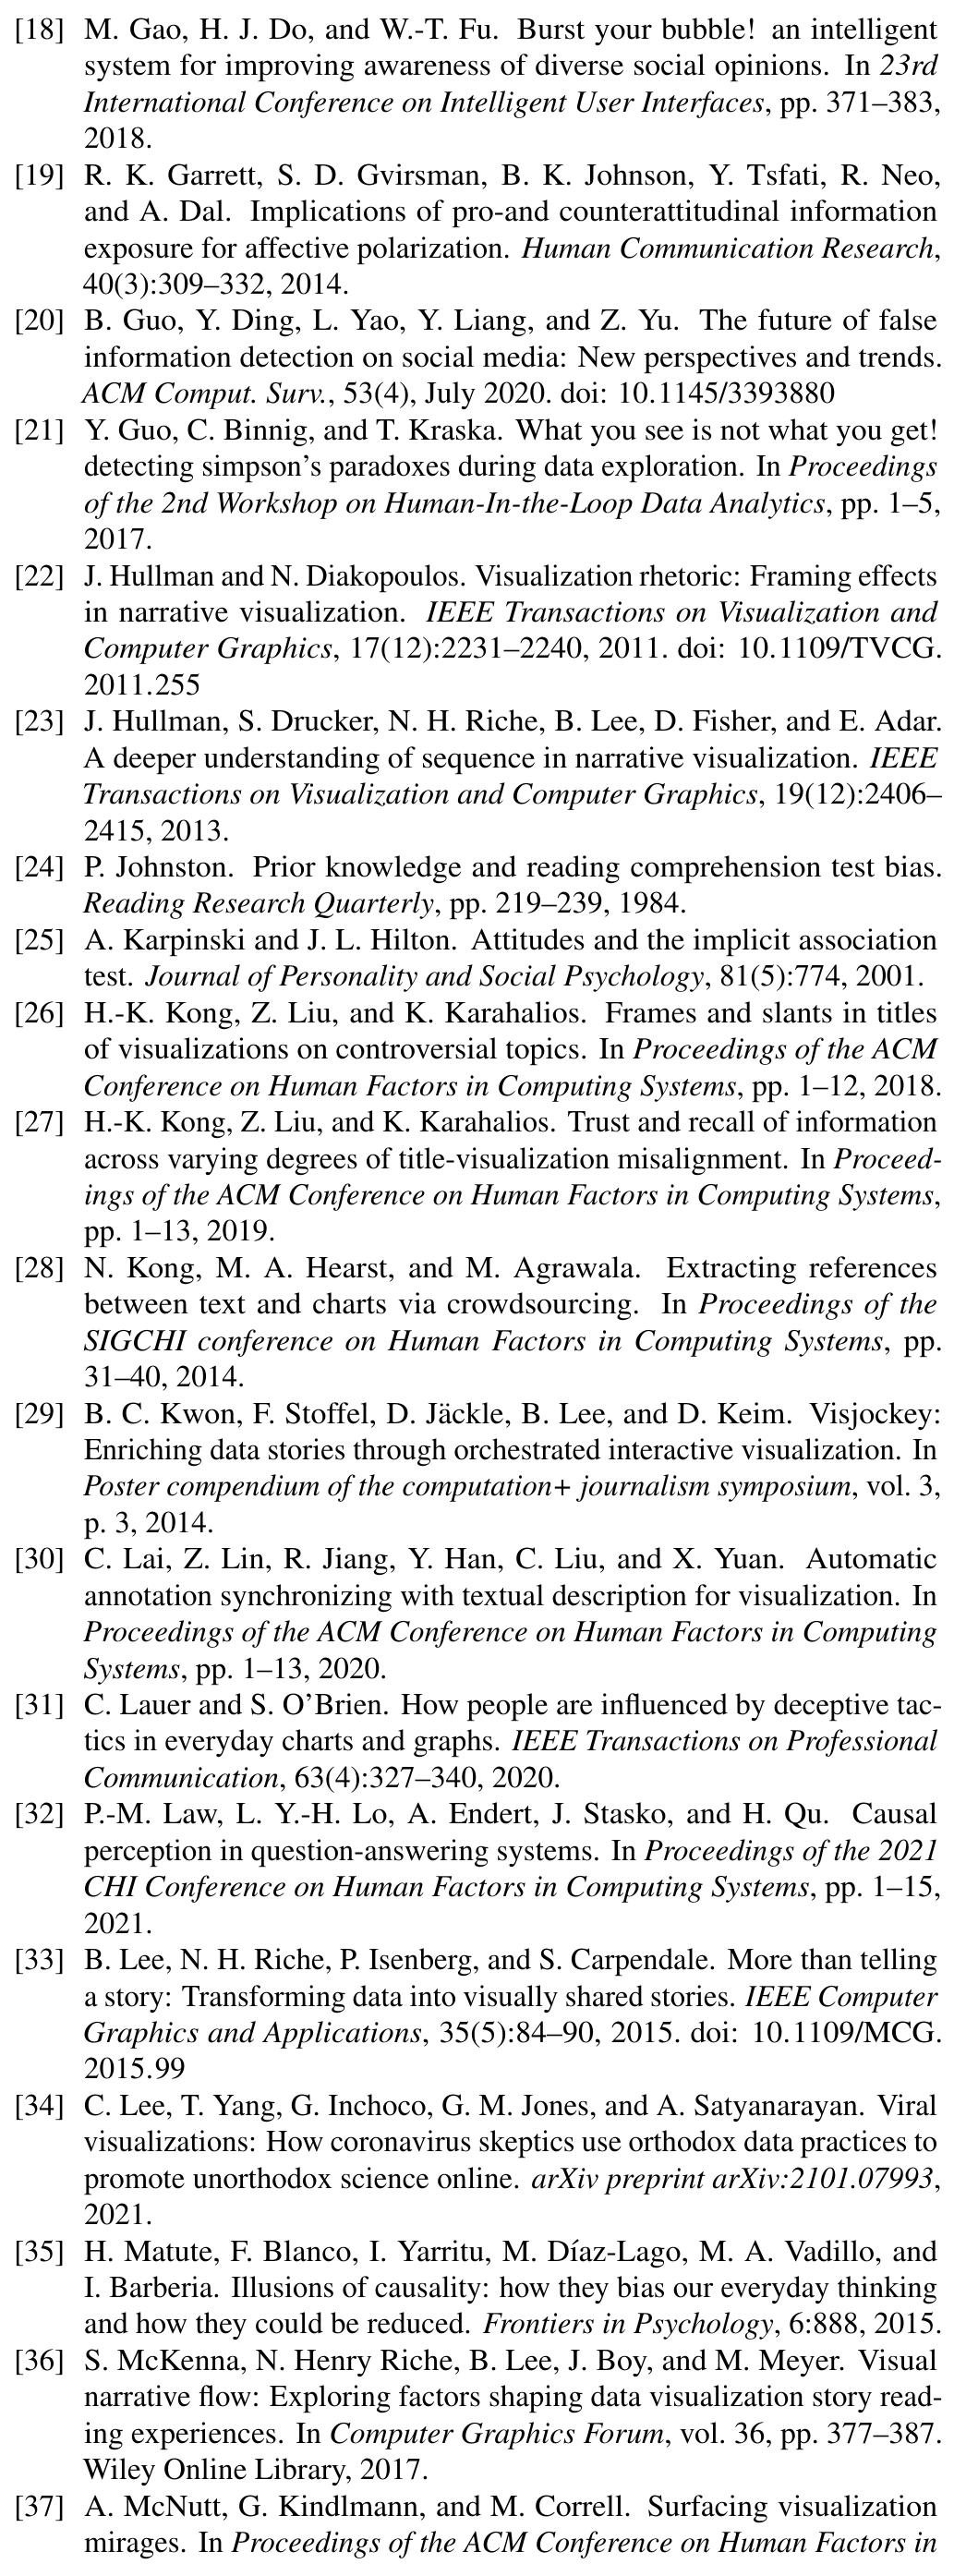 [18] M. Gao, H. J. Do, and W.-T. Fu. Burst your bubble! an intelligent
system for improving awareness of diverse social opinions. In 23rd
International Conference on Intelligent User Interfaces, pp. 371–383,
2018.
[19] R. K. Garrett, S. D. Gvirsman, B. K. Johnson, Y. Tsfati, R. Neo,
and A. Dal. Implications of pro-and counterattitudinal information
exposure for affective polarization. Human Communication Research,
40(3):309–332, 2014.
[20] B. Guo, Y. Ding, L. Yao, Y. Liang, and Z. Yu. The future of false
information detection on social media: New perspectives and trends.
ACM Comput. Surv., 53(4), July 2020. doi: 10.1145/3393880
[21] Y. Guo, C. Binnig, and T. Kraska. What you see is not what you get!
detecting simpson's paradoxes during data exploration. In Proceedings
of the 2nd Workshop on Human-In-the-Loop Data Analytics, pp. 1–5,
2017.
[22] J. Hullman and N. Diakopoulos. Visualization rhetoric: Framing effects
in narrative visualization. IEEE Transactions on Visualization and
Computer Graphics, 17(12):2231–2240, 2011. doi: 10.1109/TVCG.
2011.255
[23] J. Hullman, S. Drucker, N. H. Riche, B. Lee, D. Fisher, and E. Adar.
A deeper understanding of sequence in narrative visualization. IEEE
Transactions on Visualization and Computer Graphics, 19(12):2406–
2415, 2013.
[24] P. Johnston. Prior knowledge and reading comprehension test bias.
Reading Research Quarterly, pp. 219–239, 1984.
[25] A. Karpinski and J. L. Hilton. Attitudes and the implicit association
test. Journal of Personality and Social Psychology, 81(5):774, 2001.
[26] H.-K. Kong, Z. Liu, and K. Karahalios. Frames and slants in titles
of visualizations on controversial topics. In Proceedings of the ACM
Conference on Human Factors in Computing Systems, pp. 1–12, 2018.
[27] H.-K. Kong, Z. Liu, and K. Karahalios. Trust and recall of information
across varying degrees of title-visualization misalignment. In Proceed-
ings of the ACM Conference on Human Factors in Computing Systems,
pp. 1–13, 2019.
[28] N. Kong, M. A. Hearst, and M. Agrawala. Extracting references
between text and charts via crowdsourcing. In Proceedings of the
SIGCHI conference on Human Factors in Computing Systems, pp.
31–40, 2014.
[29] B. C. Kwon, F. Stoffel, D. Jäckle, B. Lee, and D. Keim. Visjockey:
Enriching data stories through orchestrated interactive visualization. In
Poster compendium of the computation+ journalism symposium, vol. 3,
p. 3, 2014.
[30] C. Lai, Z. Lin, R. Jiang, Y. Han, C. Liu, and X. Yuan. Automatic
annotation synchronizing with textual description for visualization. In
Proceedings of the ACM Conference on Human Factors in Computing
Systems, pp. 1–13, 2020.
[31] C. Lauer and S. O'Brien. How people are influenced by deceptive tac-
tics in everyday charts and graphs. IEEE Transactions on Professional
Communication, 63(4):327–340, 2020.
[32] P.-M. Law, L. Y.-H. Lo, A. Endert, J. Stasko, and H. Qu. Causal
perception in question-answering systems. In Proceedings of the 2021
CHI Conference on Human Factors in Computing Systems, pp. 1–15,
2021.
[33] B. Lee, N. H. Riche, P. Isenberg, and S. Carpendale. More than telling
a story: Transforming data into visually shared stories. IEEE Computer
Graphics and Applications, 35(5):84–90, 2015. doi: 10.1109/MCG.
2015.99
[34] C. Lee, T. Yang, G. Inchoco, G. M. Jones, and A. Satyanarayan. Viral
visualizations: How coronavirus skeptics use orthodox data practices to
promote unorthodox science online. arXiv preprint arXiv:2101.07993,
2021.
[35] H. Matute, F. Blanco, I. Yarritu, M. Díaz-Lago, M. A. Vadillo, and
I. Barberia. Illusions of causality: how they bias our everyday thinking
and how they could be reduced. Frontiers in Psychology, 6:888, 2015.
[36] S. McKenna, N. Henry Riche, B. Lee, J. Boy, and M. Meyer. Visual
narrative flow: Exploring factors shaping data visualization story read-
ing experiences. In Computer Graphics Forum, vol. 36, pp. 377–387.
Wiley Online Library, 2017.
[37] A. McNutt, G. Kindlmann, and M. Correll. Surfacing visualization
mirages. In Proceedings of the ACM Conference on Human Factors in